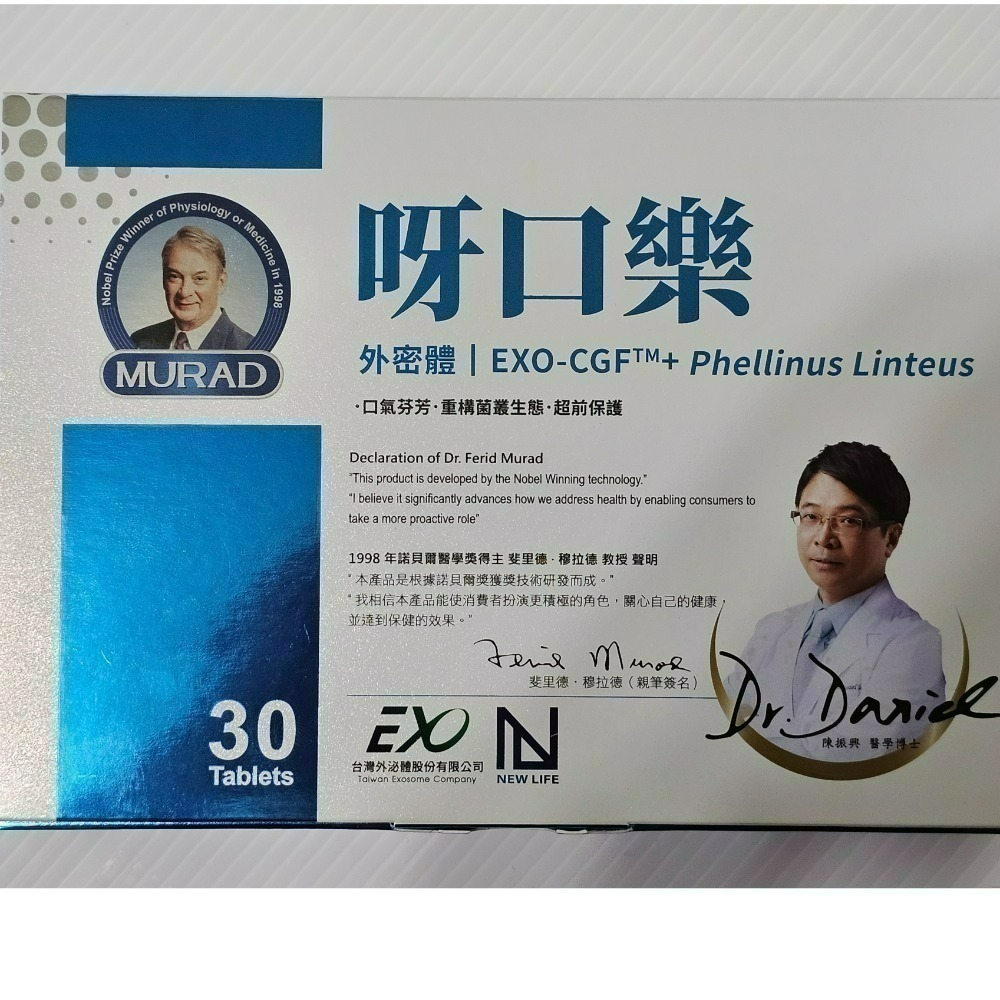 Nobel Prize Winner of Physiology or Medicine in 1998
MURAD
呀口樂
外密體 | EXO-CGF™+ Phellinus Linteus
·口氣芬芳·重構菌叢生態·超前保護
Declaration of Dr. Ferid Murad
"This product is developed by the Nobel Winning technology."
"I believe it significantly advances how we address health by enabling consumers to
take a more proactive role"
1998 年諾貝爾醫學獎得主 斐里德·穆拉德 教授 聲明
"本產品是根據諾貝爾獎獲獎技術研發而成。"
"我相信本產品能使消費者扮演更積極的角色，關心自己的健康，
並達到保健的效果。"
Ferid Murad
斐里德·穆拉德（親筆簽名）
Dr. Daniel
陳振興 醫學博士
30
Tablets
EXO
台灣外泌體股份有限公司
Taiwan Exosome Company
N
NEW LIFE